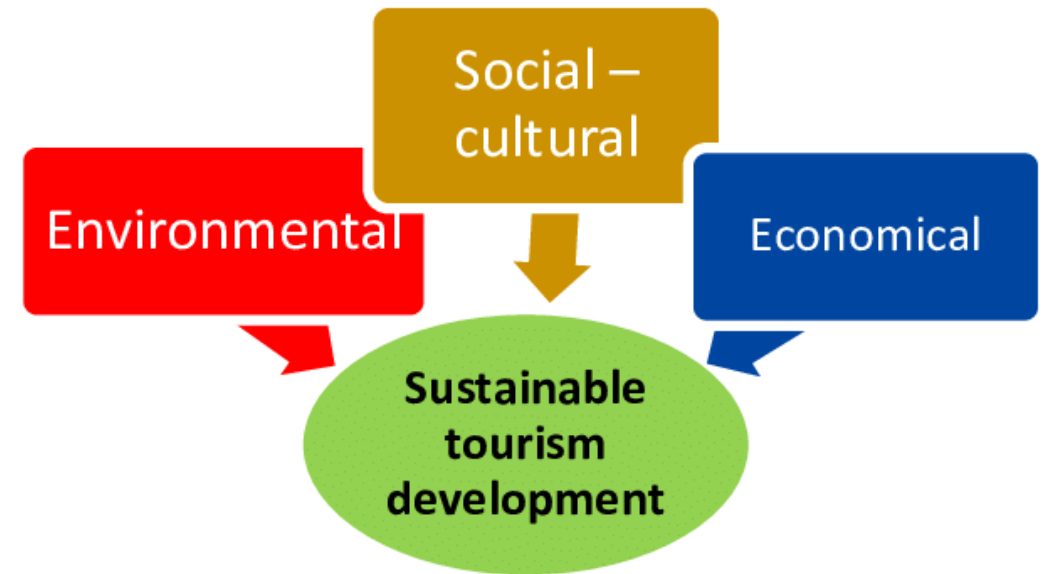 Social –
cultural
Environmental
Economical
Sustainable
tourism
development